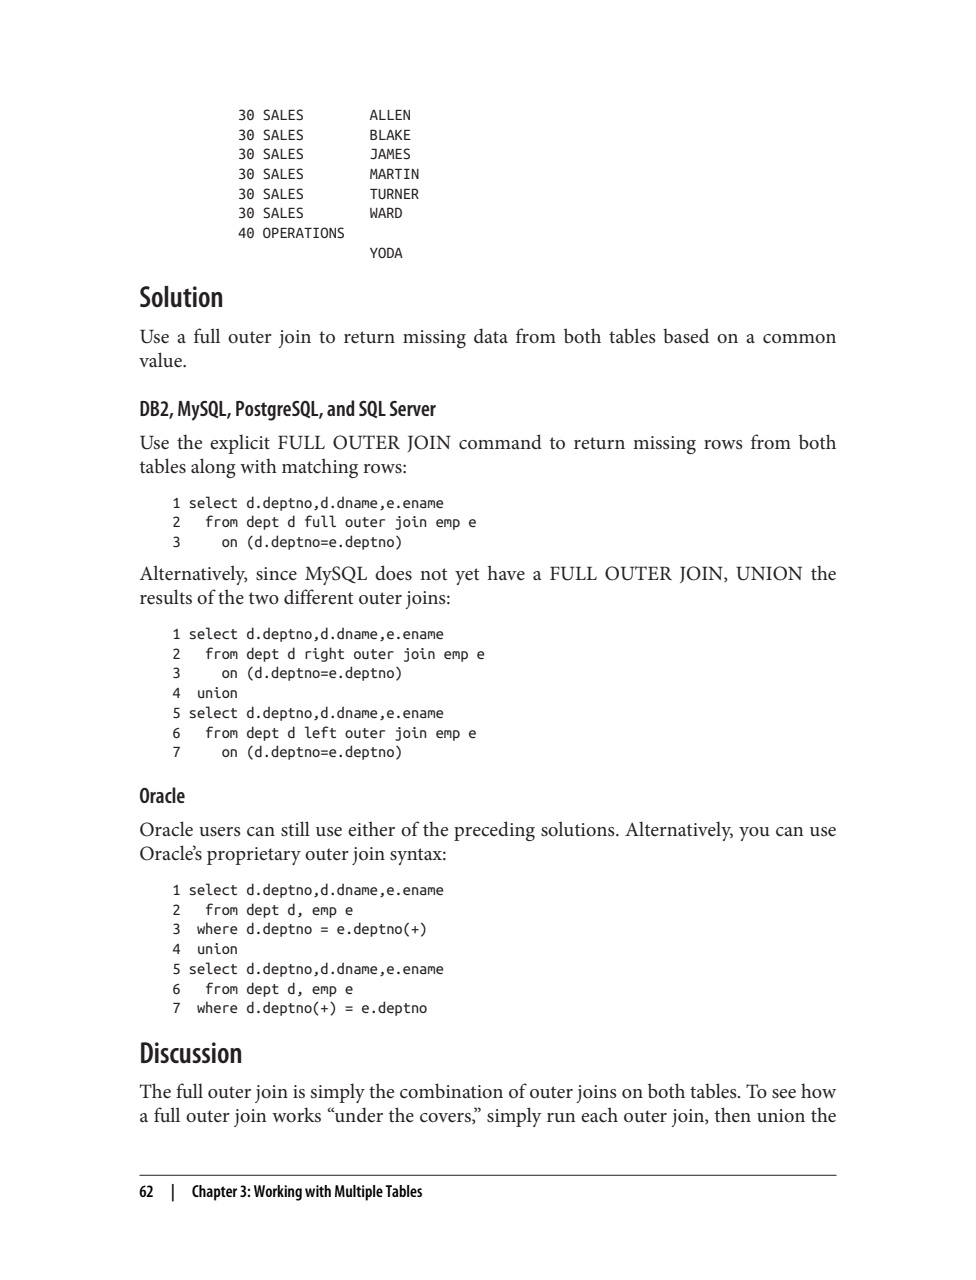 30 SALES        ALLEN
30 SALES        BLAKE
30 SALES        JAMES
30 SALES        MARTIN
30 SALES        TURNER
30 SALES        WARD
40 OPERATIONS
                YODA
Solution
Use a full outer join to return missing data from both tables based on a common
value.
DB2, MySQL, PostgreSQL, and SQL Server
Use the explicit FULL OUTER JOIN command to return missing rows from both
tables along with matching rows:
1 select d.deptno,d.dname,e.ename
2   from dept d full outer join emp e
3     on (d.deptno=e.deptno)
Alternatively, since MySQL does not yet have a FULL OUTER JOIN, UNION the
results of the two different outer joins:
1 select d.deptno,d.dname,e.ename
2   from dept d right outer join emp e
3     on (d.deptno=e.deptno)
4  union
5 select d.deptno,d.dname,e.ename
6   from dept d left outer join emp e
7     on (d.deptno=e.deptno)
Oracle
Oracle users can still use either of the preceding solutions. Alternatively, you can use
Oracle’s proprietary outer join syntax:
1 select d.deptno,d.dname,e.ename
2   from dept d, emp e
3  where d.deptno = e.deptno(+)
4  union
5 select d.deptno,d.dname,e.ename
6   from dept d, emp e
7  where d.deptno(+) = e.deptno
Discussion
The full outer join is simply the combination of outer joins on both tables. To see how
a full outer join works “under the covers,” simply run each outer join, then union the
62 | Chapter 3: Working with Multiple Tables